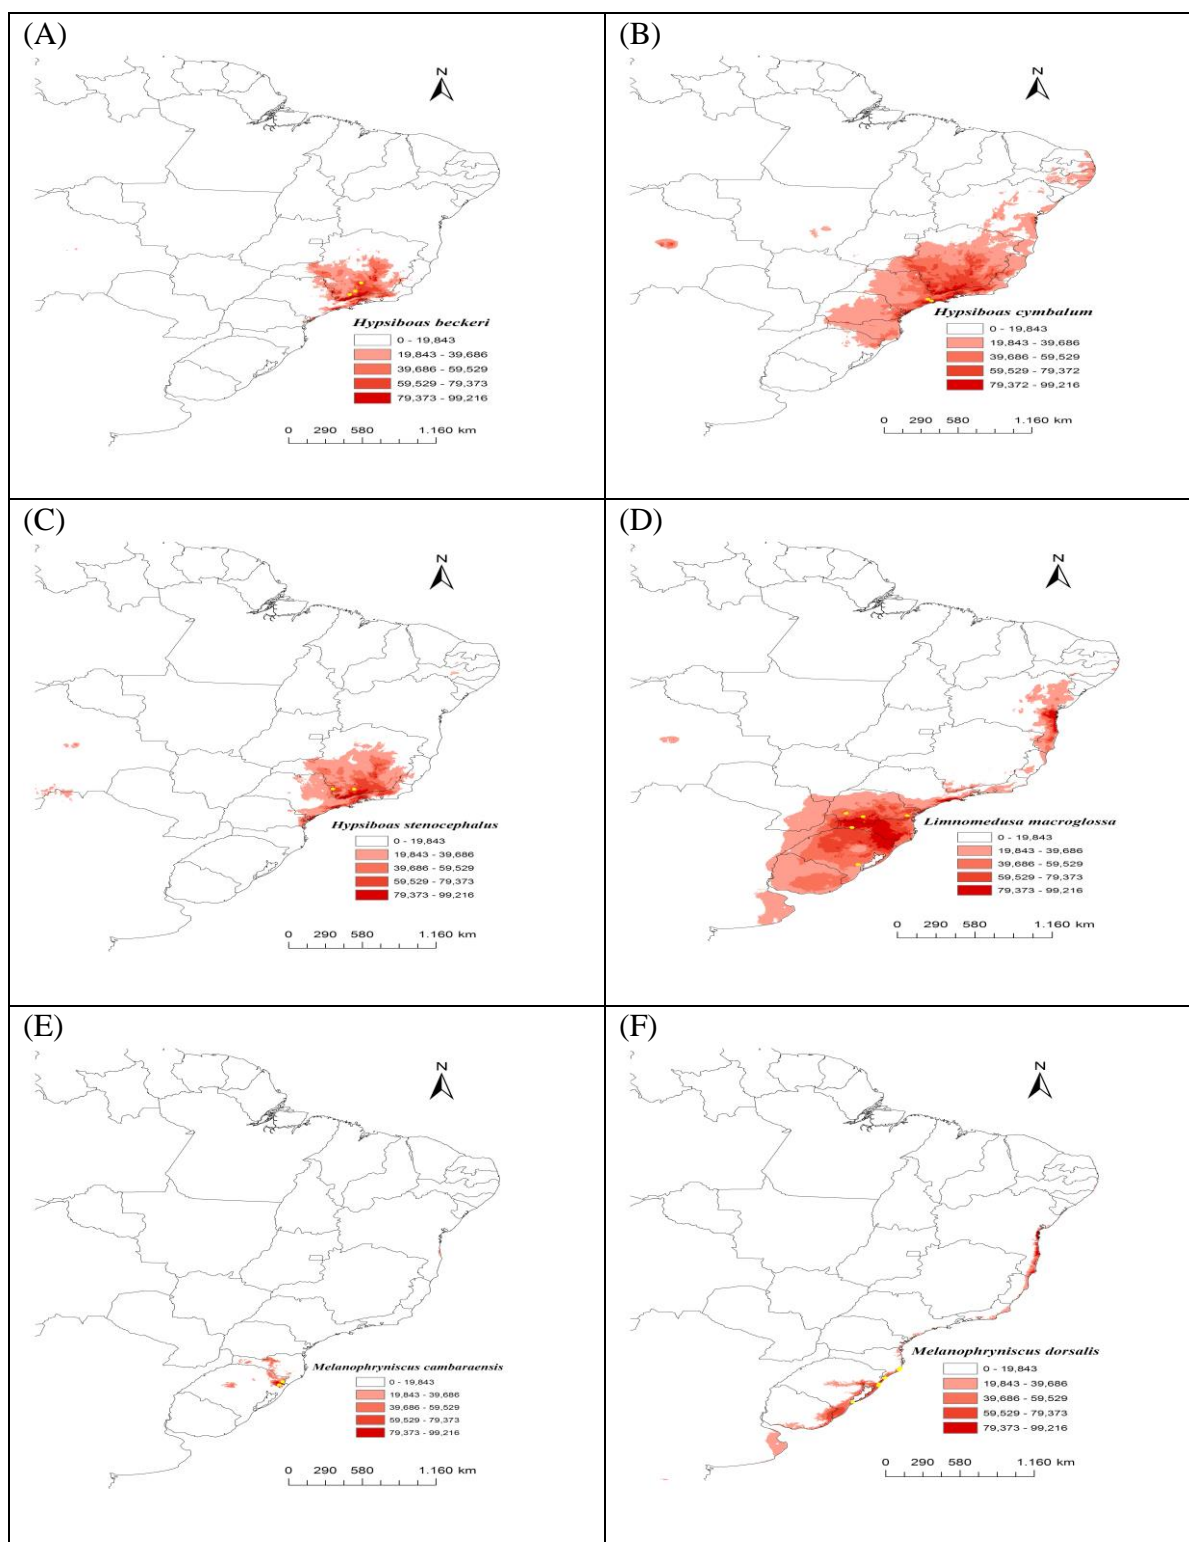 (A)
N
Hypsiboas beckeri
0 - 19,843
19,843 - 39,686
39,686 - 59,529
59,529 - 79,373
79,373 - 99,216
0 290 580 1.160 km
(B)
N
Hypsiboas cymbalum
0 - 19,843
19,843 - 39,686
39,686 - 59,529
59,529 - 79,372
79,372 - 99,216
0 290 580 1.160 km
(C)
N
Hypsiboas stenocephalus
0 - 19,843
19,843 - 39,686
39,686 - 59,529
59,529 - 79,373
79,373 - 99,216
0 290 580 1.160 km
(D)
N
Limnomedusa macroglossa
0 - 19,843
19,843 - 39,686
39,686 - 59,529
59,529 - 79,373
79,373 - 99,216
0 290 580 1.160 km
(E)
N
Melanophryniscus cambaraensis
0 - 19,843
19,843 - 39,686
39,686 - 59,529
59,529 - 79,373
79,373 - 99,216
0 290 580 1.160 km
(F)
N
Melanophryniscus dorsalis
0 - 19,843
19,843 - 39,686
39,686 - 59,529
59,529 - 79,373
79,373 - 99,216
0 290 580 1.160 km